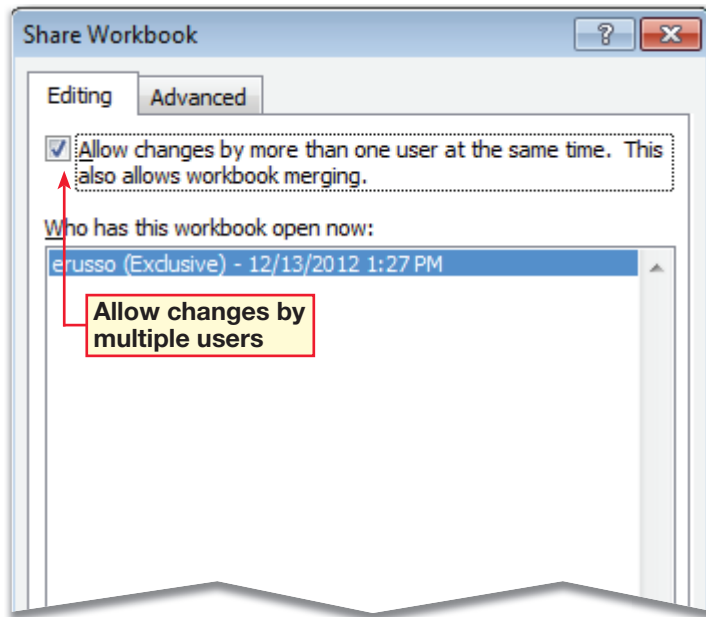 Share Workbook
Editing
Advanced
Allow changes by more than one user at the same time. This
also allows workbook merging.
Who has this workbook open now:
erusso (Exclusive) - 12/13/2012 1:27 PM
Allow changes by
multiple users